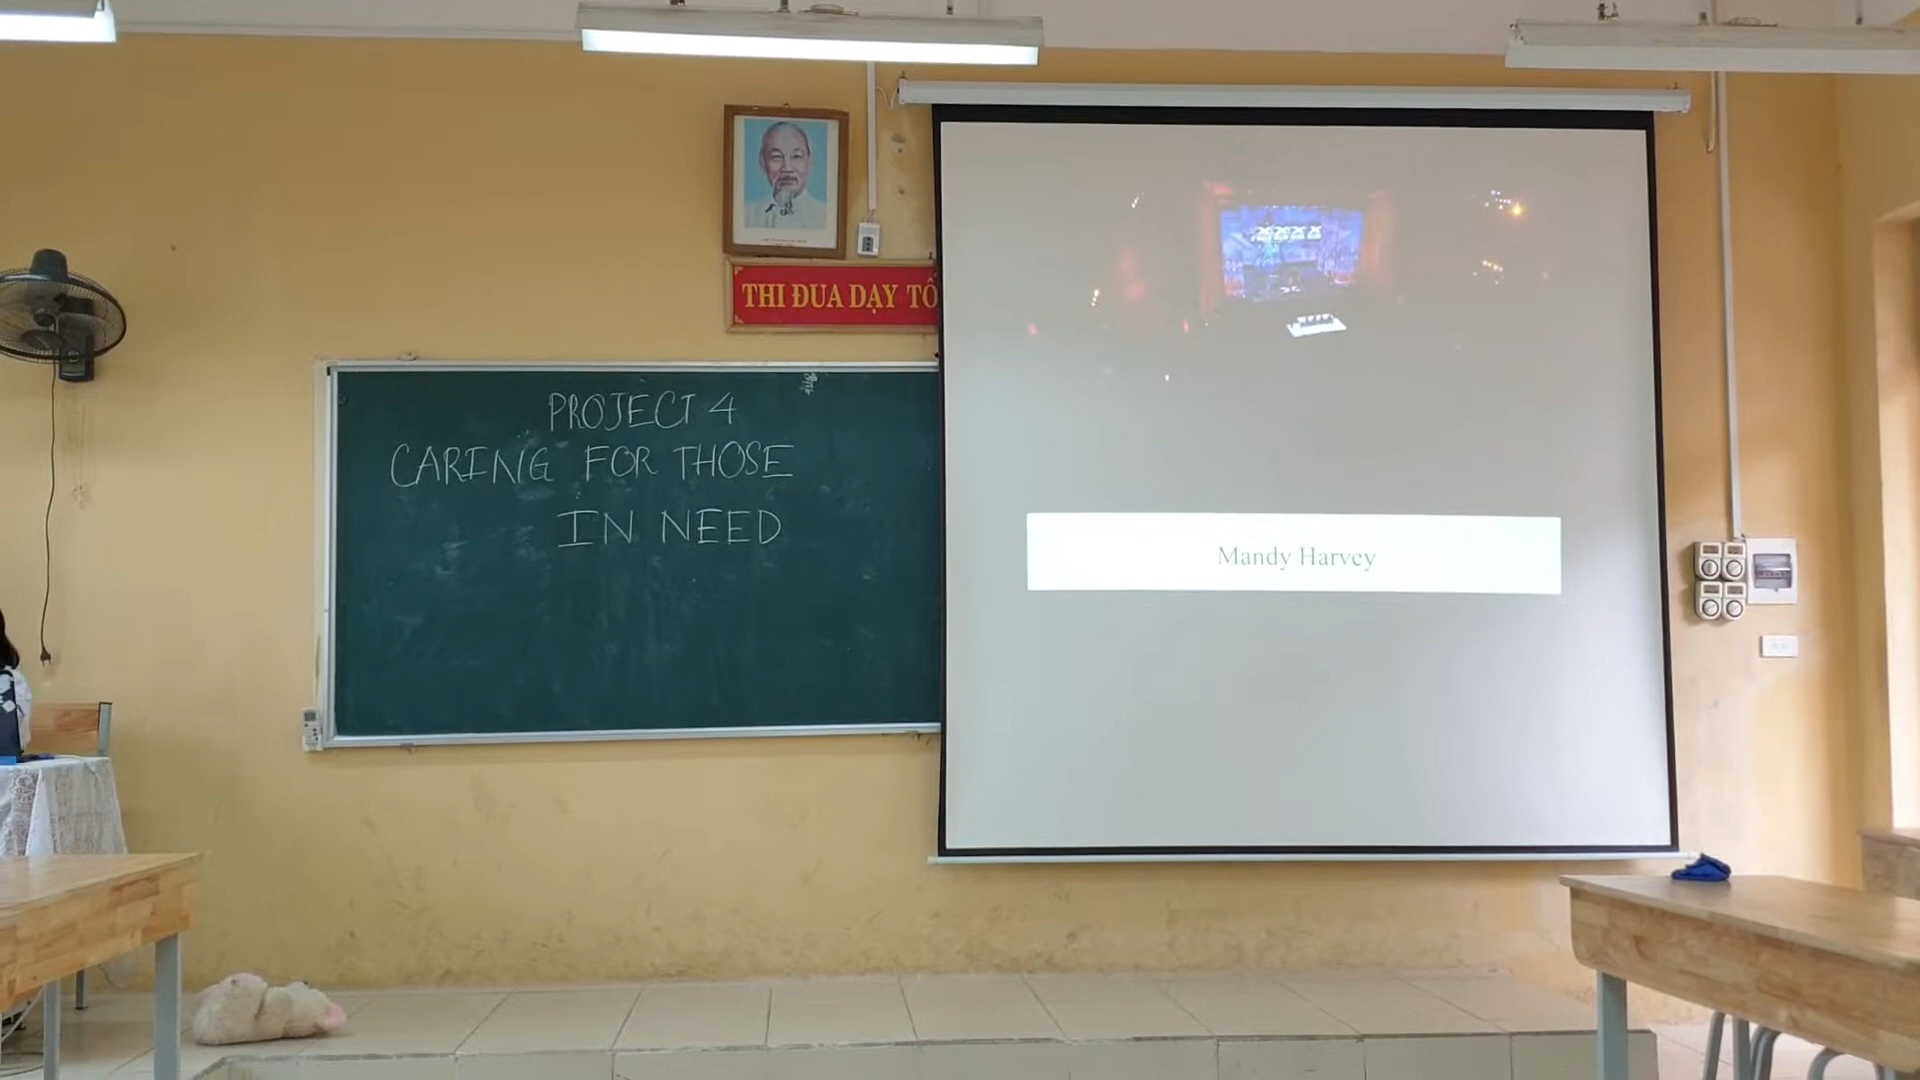 THI ĐUA DẠY TỐ
PROJECT 4
CARING FOR THOSE
IN NEED
Mandy Harvey